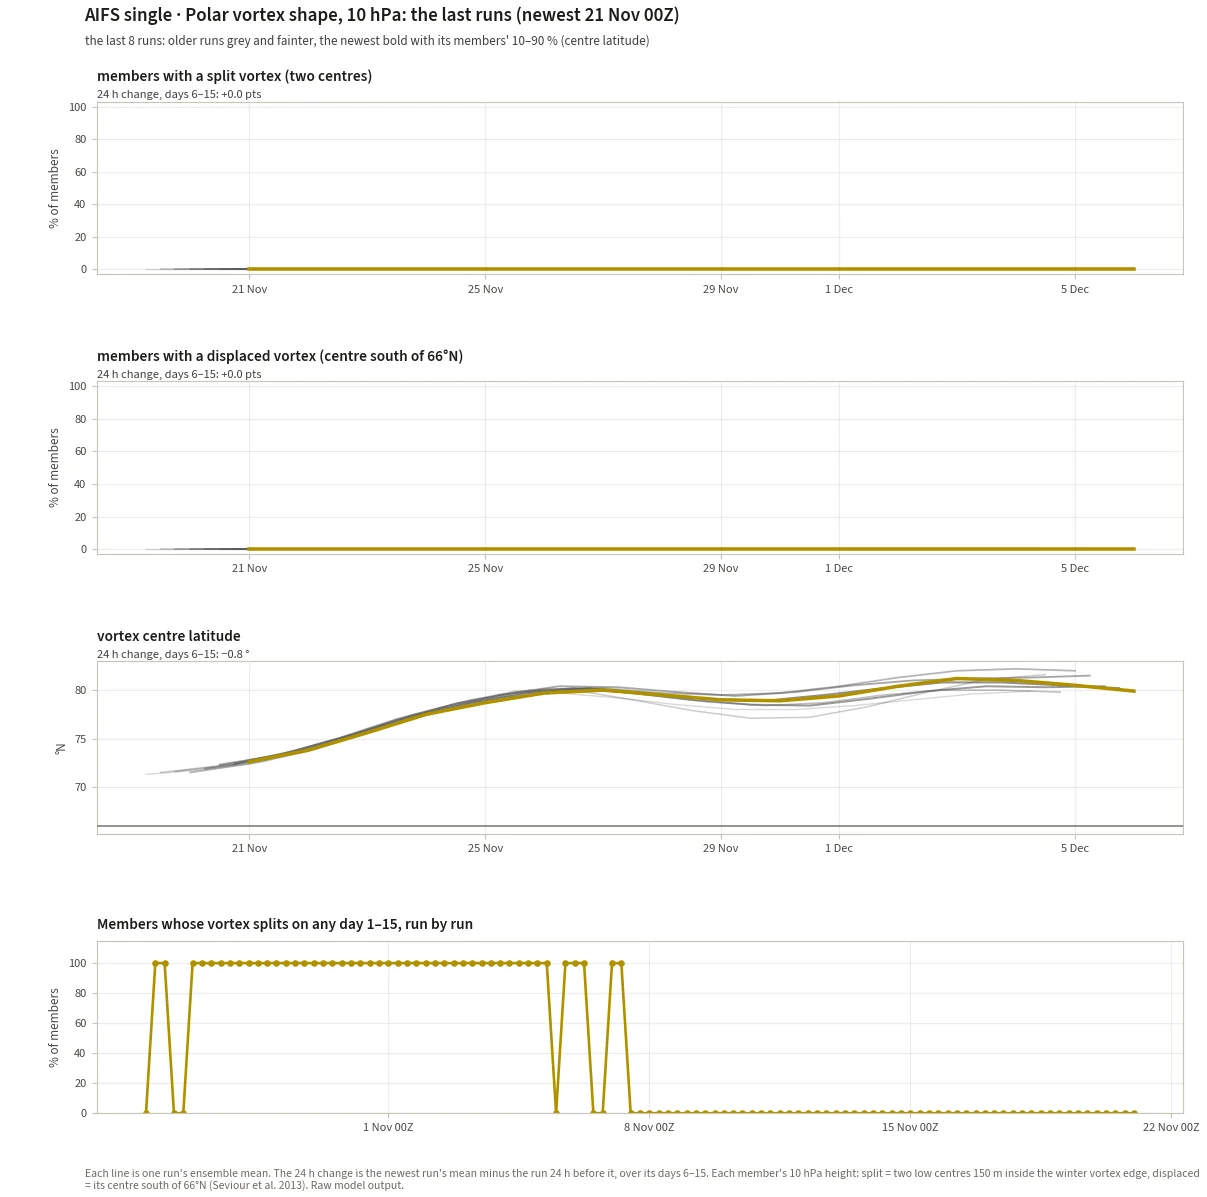 AIFS single · Polar vortex shape, 10 hPa: the last runs (newest 21 Nov 00Z)
the last 8 runs: older runs grey and fainter, the newest bold with its members' 10–90 % (centre latitude)
members with a split vortex (two centres)
24 h change, days 6–15: +0.0 pts
100
80
60
40
20
0
% of members
21 Nov
25 Nov
29 Nov
1 Dec
5 Dec
members with a displaced vortex (centre south of 66°N)
24 h change, days 6–15: +0.0 pts
100
80
60
40
20
0
% of members
21 Nov
25 Nov
29 Nov
1 Dec
5 Dec
vortex centre latitude
24 h change, days 6–15: −0.8 °
80
75
70
°N
21 Nov
25 Nov
29 Nov
1 Dec
5 Dec
Members whose vortex splits on any day 1–15, run by run
100
80
60
40
20
0
% of members
1 Nov 00Z
8 Nov 00Z
15 Nov 00Z
22 Nov 00Z
Each line is one run's ensemble mean. The 24 h change is the newest run's mean minus the run 24 h before it, over its days 6–15. Each member's 10 hPa height: split = two low centres 150 m inside the winter vortex edge, displaced
= its centre south of 66°N (Seviour et al. 2013). Raw model output.